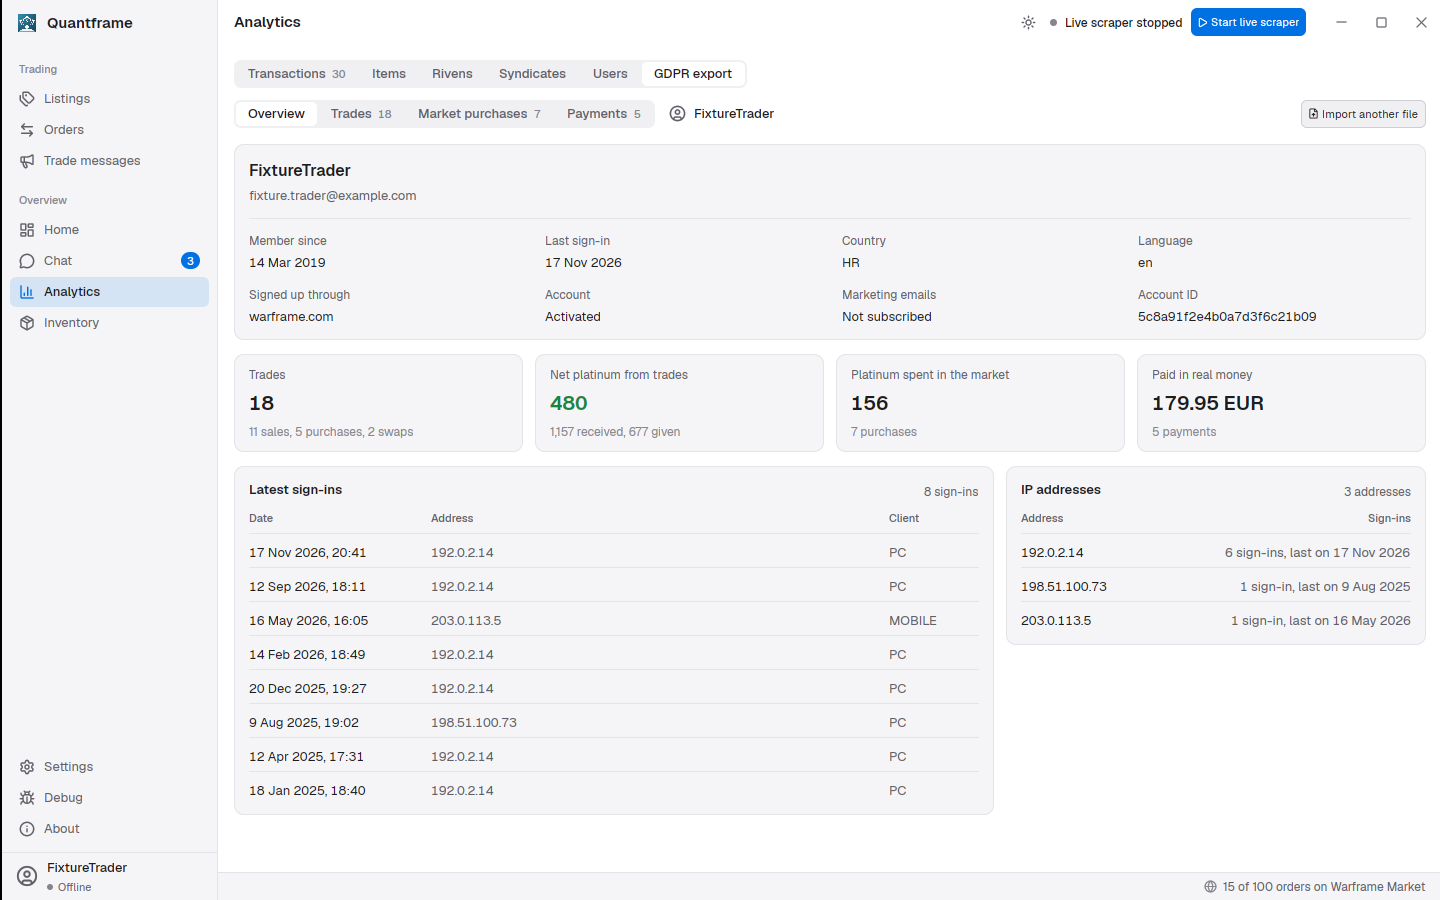 Quantframe
Trading
Listings
Orders
Trade messages
Overview
Home
Chat 3
Analytics
Inventory
Settings
Debug
About
FixtureTrader
Offline
Analytics
Live scraper stopped
Start live scraper
Transactions 30
Items
Rivens
Syndicates
Users
GDPR export
Overview
Trades 18
Market purchases 7
Payments 5
FixtureTrader
Import another file
FixtureTrader
fixture.trader@example.com
Member since
14 Mar 2019
Last sign-in
17 Nov 2026
Country
HR
Language
en
Signed up through
warframe.com
Account
Activated
Marketing emails
Not subscribed
Account ID
5c8a91f2e4b0a7d3f6c21b09
Trades
18
11 sales, 5 purchases, 2 swaps
Net platinum from trades
480
1,157 received, 677 given
Platinum spent in the market
156
7 purchases
Paid in real money
179.95 EUR
5 payments
Latest sign-ins
8 sign-ins
Date Address Client
17 Nov 2026, 20:41 192.0.2.14 PC
12 Sep 2026, 18:11 192.0.2.14 PC
16 May 2026, 16:05 203.0.113.5 MOBILE
14 Feb 2026, 18:49 192.0.2.14 PC
20 Dec 2025, 19:27 192.0.2.14 PC
9 Aug 2025, 19:02 198.51.100.73 PC
12 Apr 2025, 17:31 192.0.2.14 PC
18 Jan 2025, 18:40 192.0.2.14 PC
IP addresses
3 addresses
Address Sign-ins
192.0.2.14 6 sign-ins, last on 17 Nov 2026
198.51.100.73 1 sign-in, last on 9 Aug 2025
203.0.113.5 1 sign-in, last on 16 May 2026
15 of 100 orders on Warframe Market